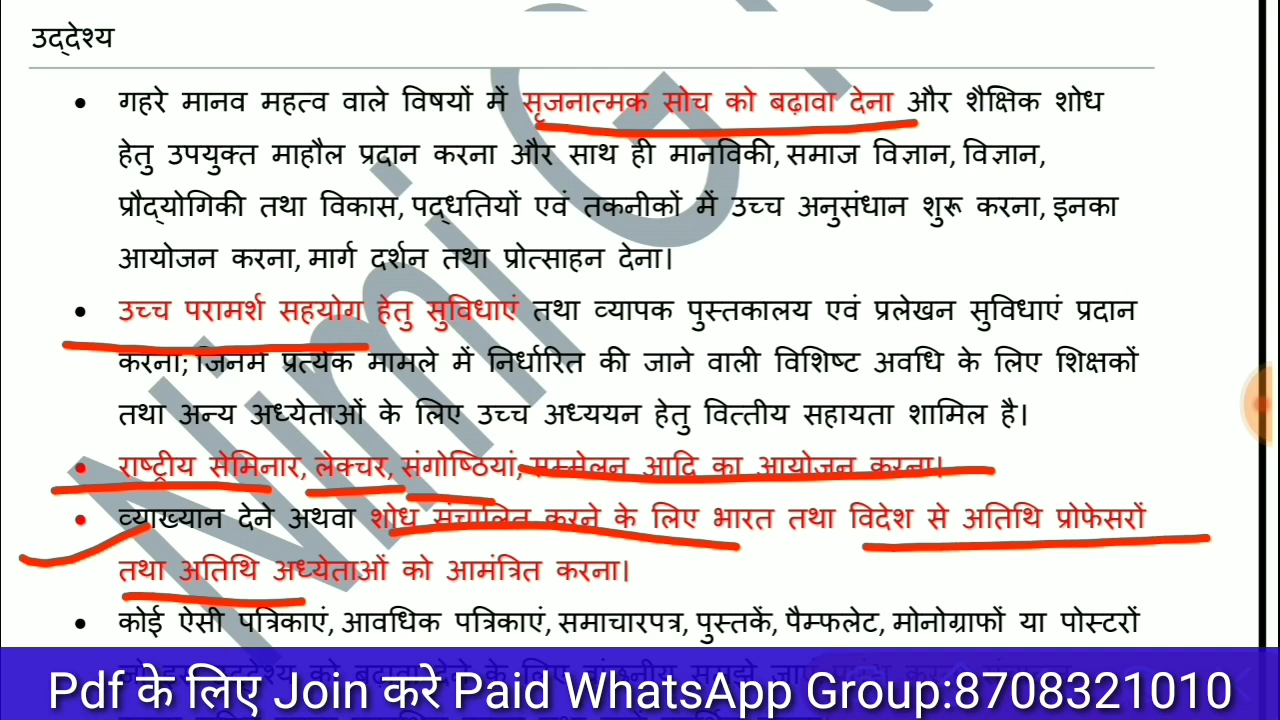 उद्देश्य
• गहरे मानव महत्व वाले विषयों में सृजनात्मक सोच को बढ़ावा देना और शैक्षिक शोध
हेतु उपयुक्त माहौल प्रदान करना और साथ ही मानविकी, समाज विज्ञान, विज्ञान,
प्रौद्योगिकी तथा विकास, पद्धतियों एवं तकनीकों में उच्च अनुसंधान शुरू करना, इनका
आयोजन करना, मार्ग दर्शन तथा प्रोत्साहन देना।
• उच्च परामर्श सहयोग हेतु सुविधाएं तथा व्यापक पुस्तकालय एवं प्रलेखन सुविधाएं प्रदान
करना; जिनमें प्रत्येक मामले में निर्धारित की जाने वाली विशिष्ट अवधि के लिए शिक्षकों
तथा अन्य अध्येताओं के लिए उच्च अध्ययन हेतु वित्तीय सहायता शामिल है।
• राष्ट्रीय सेमिनार, लेक्चर, संगोष्ठियां, सम्मेलन आदि का आयोजन करना।
• व्याख्यान देने अथवा शोध संचालित करने के लिए भारत तथा विदेश से अतिथि प्रोफेसरों
तथा अतिथि अध्येताओं को आमंत्रित करना।
• कोई ऐसी पत्रिकाएं, आवधिक पत्रिकाएं, समाचारपत्र, पुस्तकें, पैम्फलेट, मोनोग्राफों या पोस्टरों
Pdf के लिए Join करे Paid WhatsApp Group:8708321010